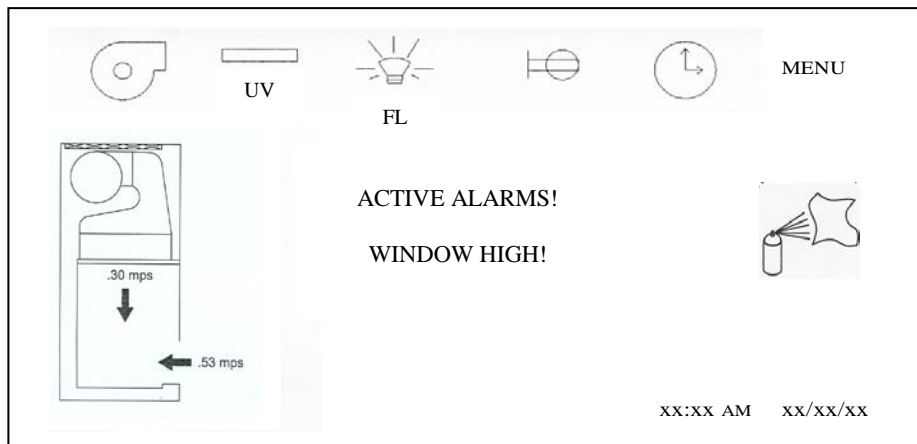 MENU
UV
FL
ACTIVE ALARMS!
WINDOW HIGH!
.30 mps
.53 mps
xx:xx AM xx/xx/xx